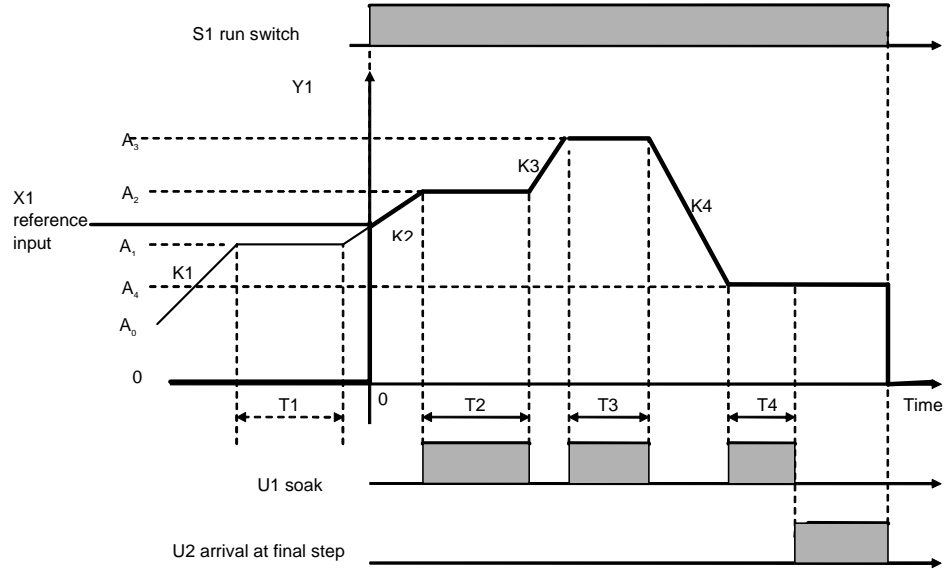 S1 run switch
Y1
A₃
K3
A₂
X1
reference
input
K4
K2
A₁
K1
A₄
A₀
0
T1
0
T2
T3
T4
Time
U1 soak
U2 arrival at final step